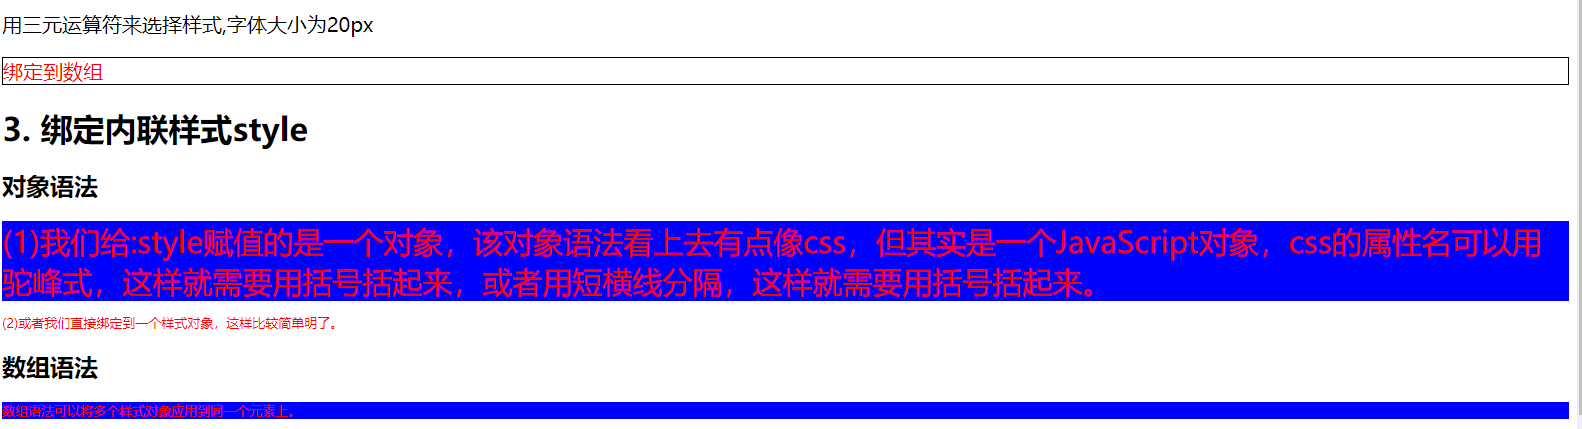 用三元运算符来选择样式,字体大小为20px
绑定到数组
3. 绑定内联样式style
对象语法
(1)我们给:style赋值的是一个对象，该对象语法看上去有点像css，但其实是一个JavaScript对象，css的属性名可以用
驼峰式，这样就需要用括号括起来，或者用短横线分隔，这样就需要用括号括起来。
(2)或者我们直接绑定到一个样式对象，这样比较简单明了。
数组语法
数组语法可以将多个样式对象应用到同一个元素上。